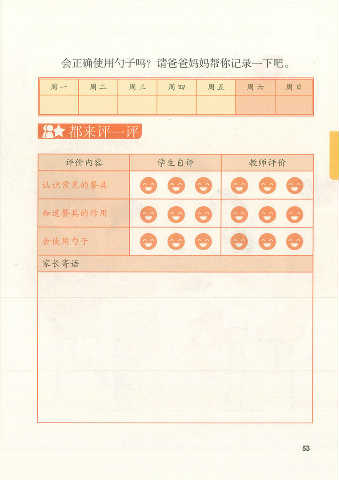 会正确使用勺子吗?请爸爸妈妈帮你记录一下吧。
周一 周二 周三 周四 周五 周六 周日
都来评一评
评价内容 学生自评 教师评价
认识常见的餐具
知道餐具的作用
会使用勺子
家长寄语
53